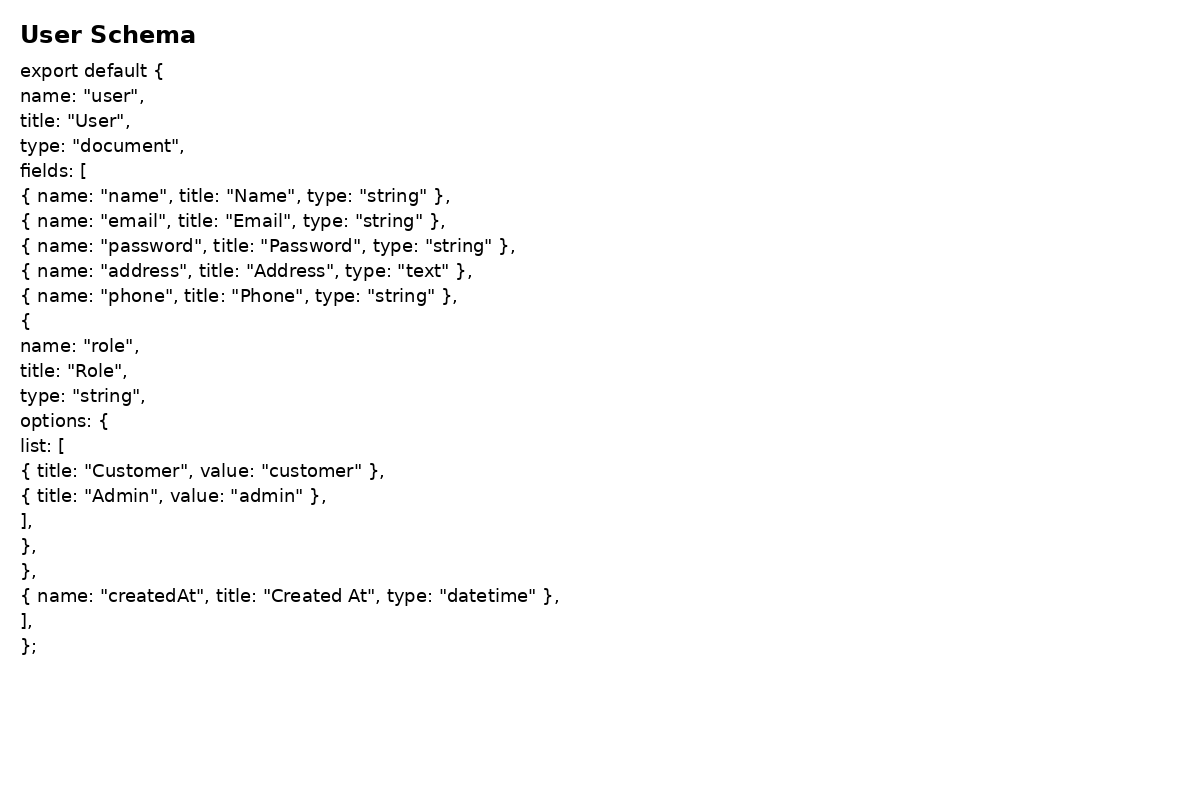 User Schema
export default {
name: "user",
title: "User",
type: "document",
fields: [
{ name: "name", title: "Name", type: "string" },
{ name: "email", title: "Email", type: "string" },
{ name: "password", title: "Password", type: "string" },
{ name: "address", title: "Address", type: "text" },
{ name: "phone", title: "Phone", type: "string" },
{
name: "role",
title: "Role",
type: "string",
options: {
list: [
{ title: "Customer", value: "customer" },
{ title: "Admin", value: "admin" },
],
},
},
{ name: "createdAt", title: "Created At", type: "datetime" },
],
};